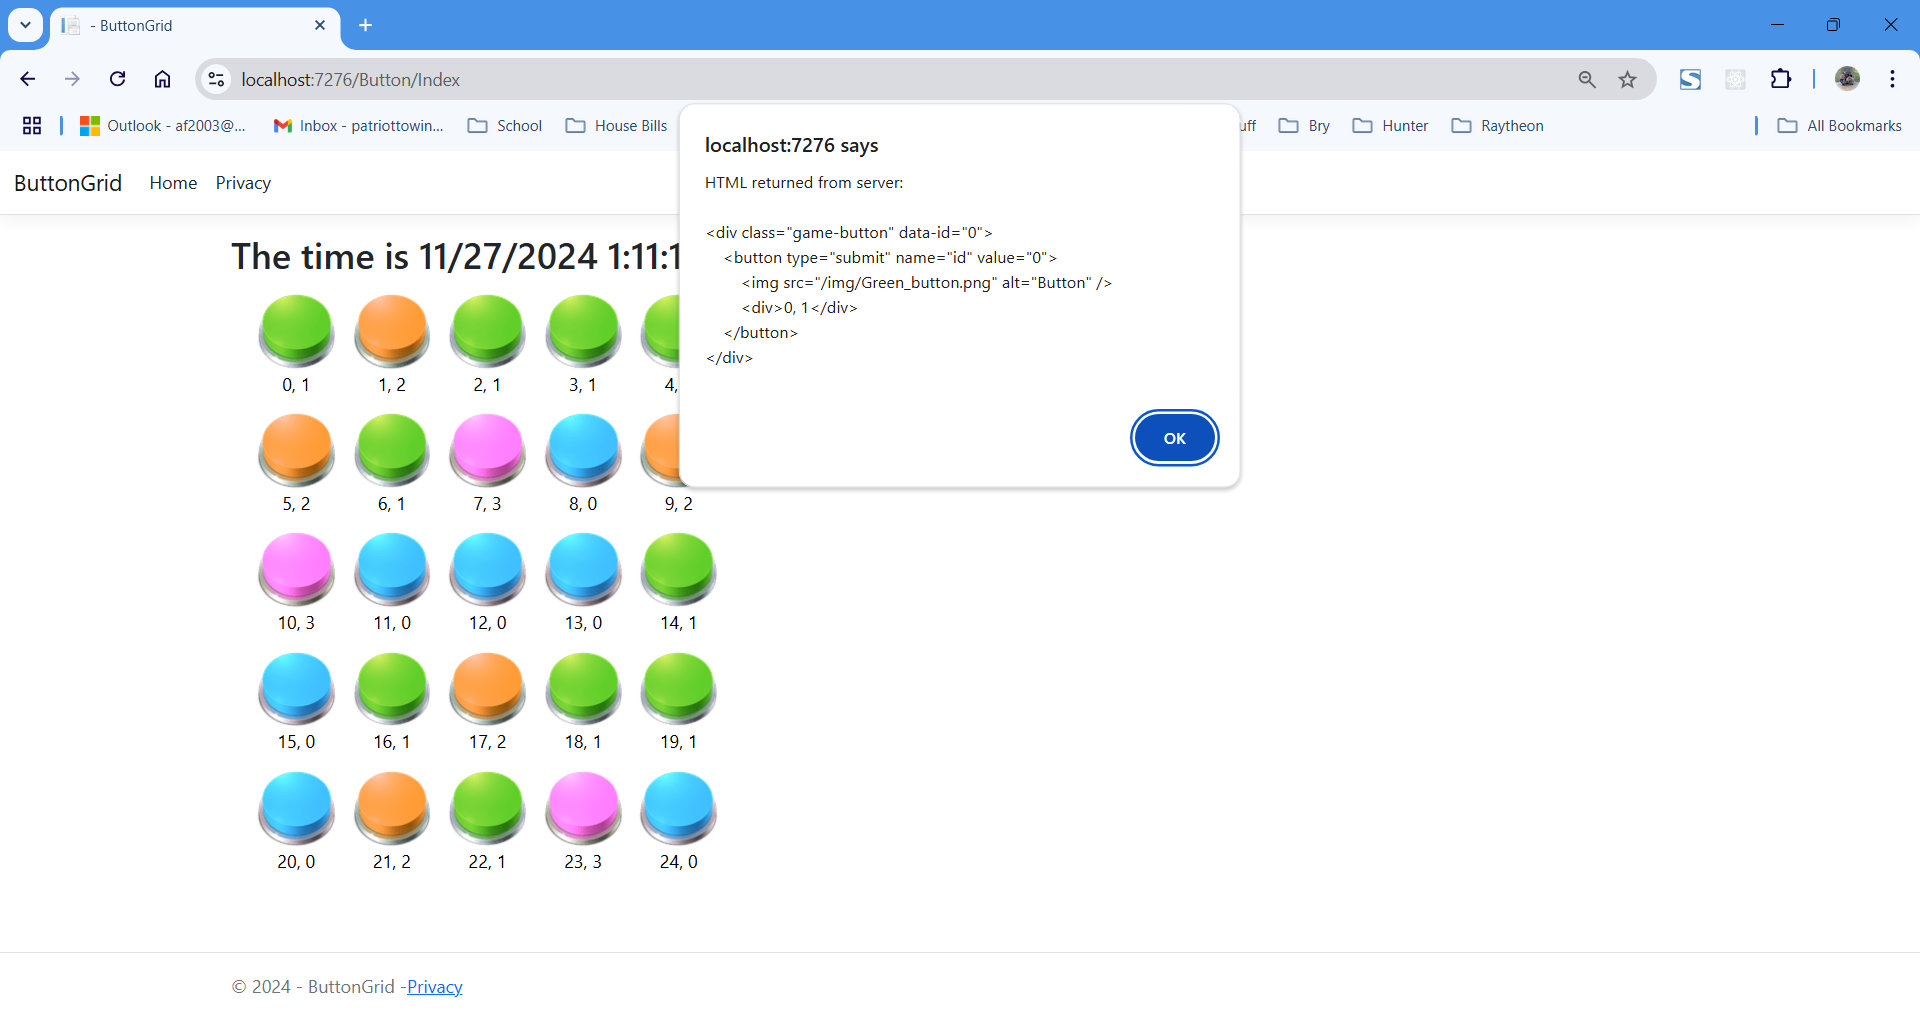 - ButtonGrid
localhost:7276/Button/Index
Outlook - af2003@...
Inbox - patriottowin...
School
House Bills
uff
Bry
Hunter
Raytheon
All Bookmarks
localhost:7276 says
HTML returned from server:
<div class="game-button" data-id="0">
<button type="submit" name="id" value="0">
<img src="/img/Green_button.png" alt="Button" />
<div>0, 1</div>
</button>
</div>
OK
ButtonGrid Home Privacy
The time is 11/27/2024 1:11:1
0, 1 1, 2 2, 1 3, 1 4,
5, 2 6, 1 7, 3 8, 0 9, 2
10, 3 11, 0 12, 0 13, 0 14, 1
15, 0 16, 1 17, 2 18, 1 19, 1
20, 0 21, 2 22, 1 23, 3 24, 0
© 2024 - ButtonGrid -Privacy